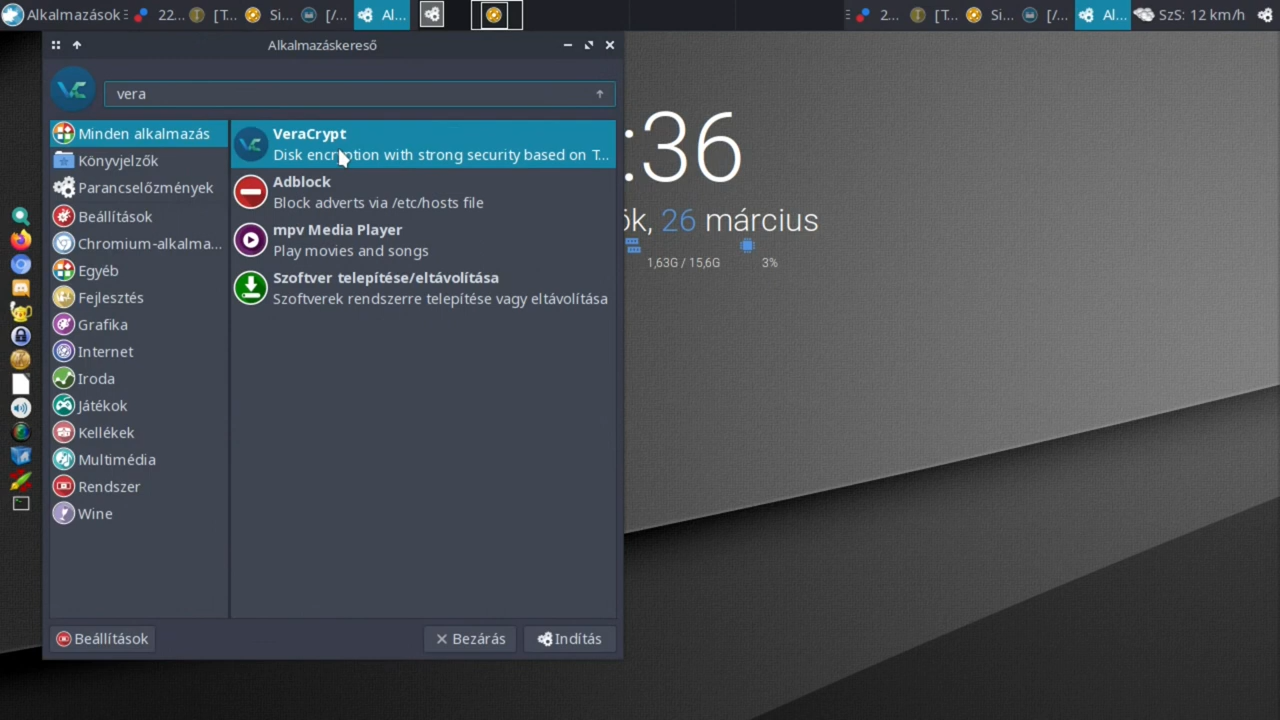 Alkalmazások 22... [T... Si... [/... Al... 2... [T... Si... [/... Al... SzS: 12 km/h
Alkalmazáskereső
vera
Minden alkalmazás
Könyvjelzők
Parancselőzmények
Beállítások
Chromium-alkalma...
Egyéb
Fejlesztés
Grafika
Internet
Iroda
Játékok
Kellékek
Multimédia
Rendszer
Wine
VeraCrypt
Disk encryption with strong security based on T...
Adblock
Block adverts via /etc/hosts file
mpv Media Player
Play movies and songs
Szoftver telepítése/eltávolítása
Szoftverek rendszerre telepítése vagy eltávolítása
Beállítások
Bezárás
Indítás
:36
ök, 26 március
1,63G / 15,6G 3%